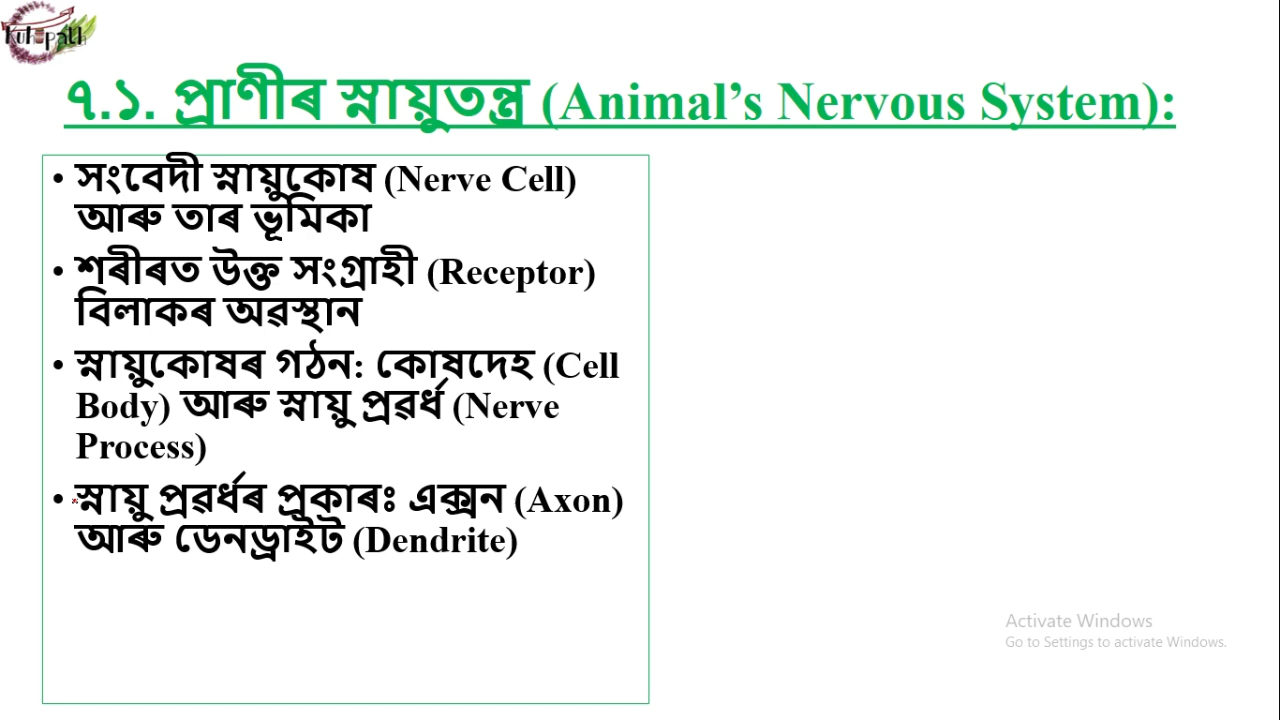 Kuhipath
৭.১. প্ৰাণীৰ স্নায়ুতন্ত্ৰ (Animal’s Nervous System):
• সংবেদী স্নায়ুকোষ (Nerve Cell)
আৰু তাৰ ভূমিকা
• শৰীৰত উক্ত সংগ্ৰাহী (Receptor)
বিলাকৰ অৱস্থান
• স্নায়ুকোষৰ গঠন: কোষদেহ (Cell
Body) আৰু স্নায়ু প্ৰৱৰ্ধ (Nerve
Process)
• স্নায়ু প্ৰৱৰ্ধৰ প্ৰকাৰঃ এক্সন (Axon)
আৰু ডেনড্ৰাইট (Dendrite)
Activate Windows
Go to Settings to activate Windows.